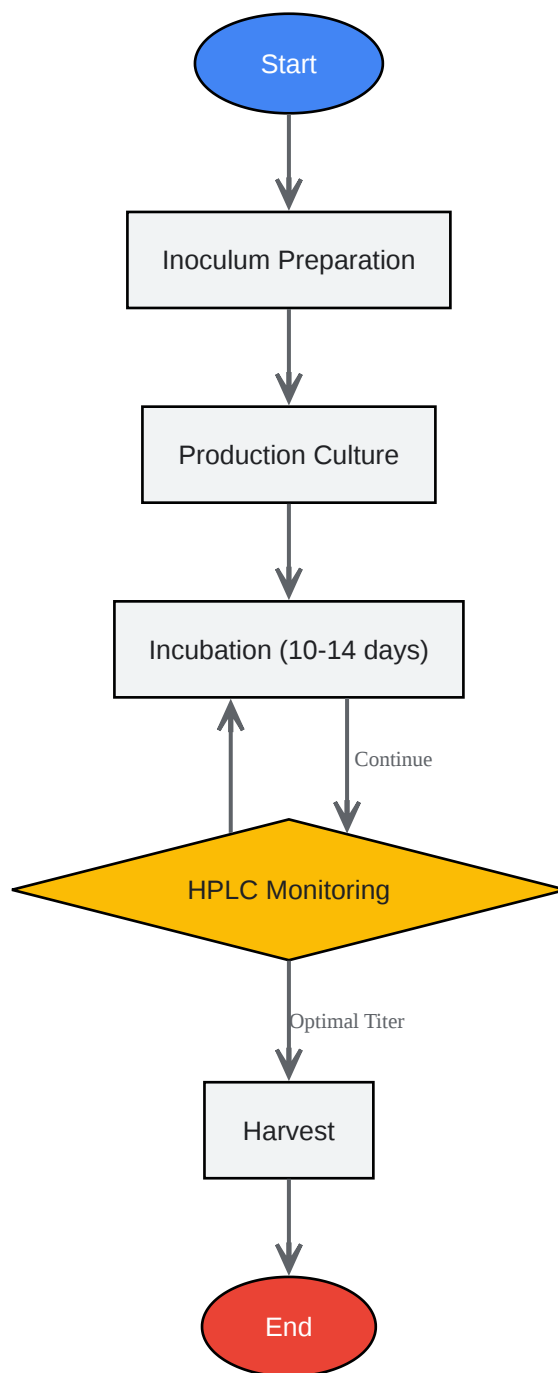 Start
Inoculum Preparation
Production Culture
Incubation (10-14 days)
Continue
HPLC Monitoring
Optimal Titer
Harvest
End